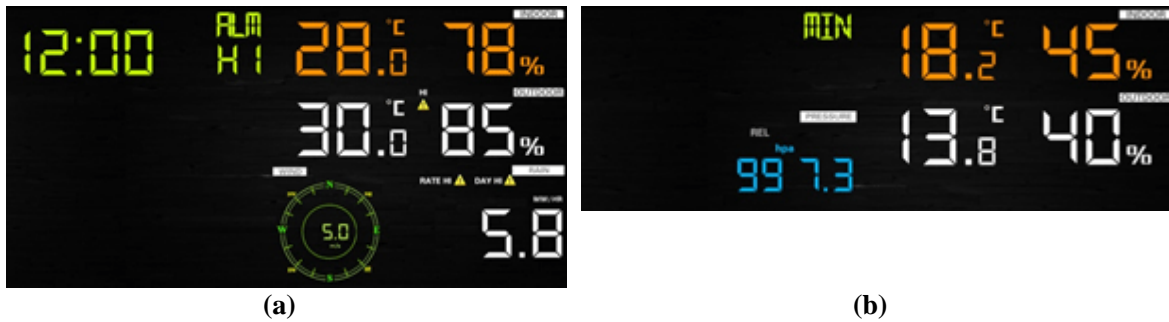 INDOOR
12:00 ALM HI 28.0 °C 78%
OUTDOOR
HI
30.0 °C 85%
WIND RAIN
RATE HI DAY HI
MM/HR
N
W 5.0 E
m/s
S
5.8
(a)
INDOOR
MIN 18.2 °C 45%
OUTDOOR
PRESSURE
13.8 °C 40%
REL
hpa
997.3
(b)